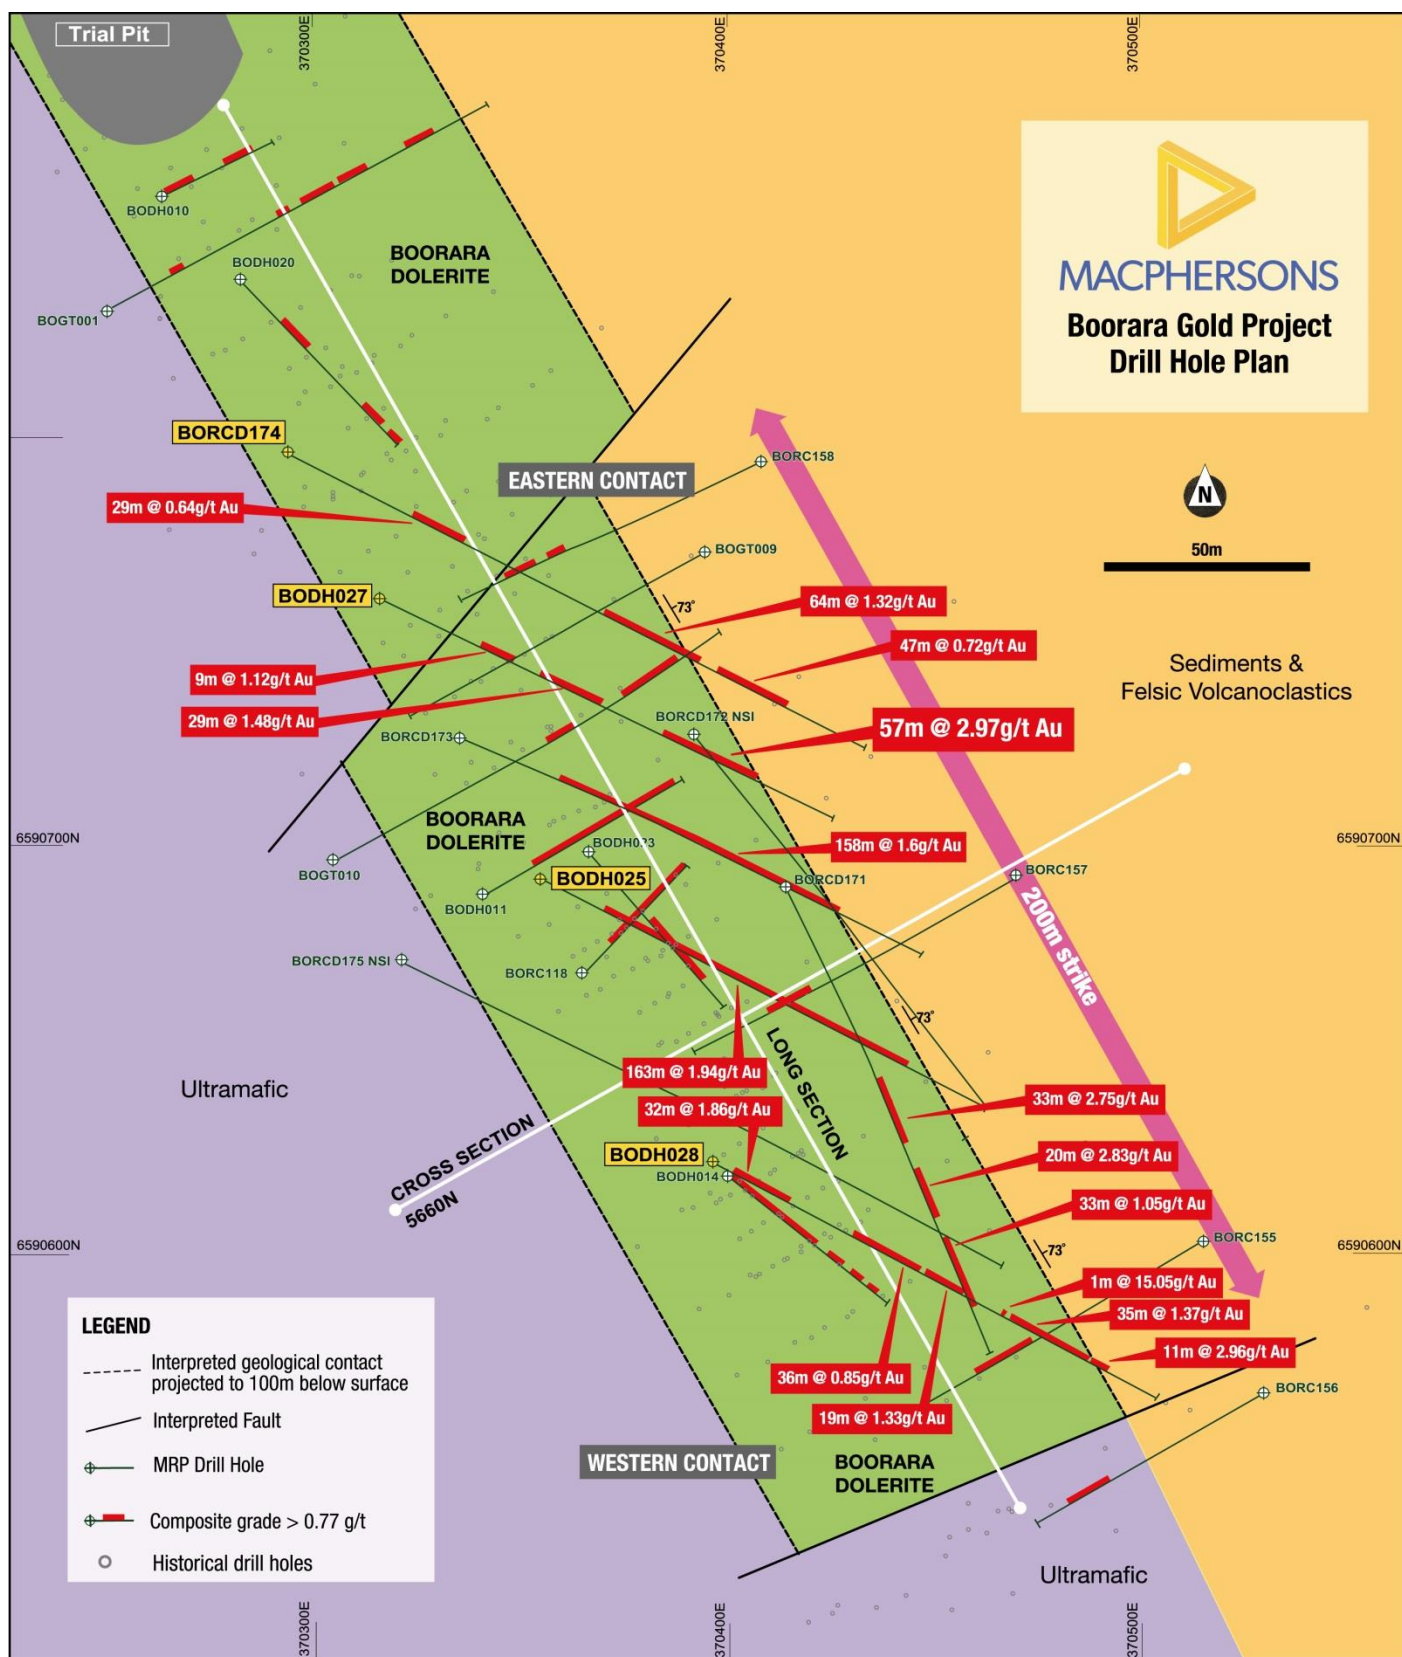 Trial Pit
370300E
370400E
370500E
MACPHERSONS
Boorara Gold Project
Drill Hole Plan
BODH010
BODH020
BOORARA
DOLERITE
BOGT001
BORCD174
EASTERN CONTACT
BORC158
N
50m
29m @ 0.64g/t Au
BOGT009
BODH027
73°
64m @ 1.32g/t Au
47m @ 0.72g/t Au
Sediments &
Felsic Volcanoclastics
9m @ 1.12g/t Au
29m @ 1.48g/t Au
BORCD172 NSI
57m @ 2.97g/t Au
BORCD173
BOORARA
DOLERITE
6590700N
6590700N
158m @ 1.6g/t Au
BODH023
BOGT010
BODH025
BORCD171
BORC157
BODH011
200m strike
BORCD175 NSI
BORC118
73°
LONG SECTION
163m @ 1.94g/t Au
Ultramafic
33m @ 2.75g/t Au
32m @ 1.86g/t Au
CROSS SECTION
5660N
BODH028
BODH014
20m @ 2.83g/t Au
33m @ 1.05g/t Au
6590600N
73°
BORC155
6590600N
1m @ 15.05g/t Au
35m @ 1.37g/t Au
11m @ 2.96g/t Au
36m @ 0.85g/t Au
BORC156
19m @ 1.33g/t Au
WESTERN CONTACT
BOORARA
DOLERITE
Ultramafic
LEGEND
Interpreted geological contact
projected to 100m below surface
Interpreted Fault
MRP Drill Hole
Composite grade > 0.77 g/t
Historical drill holes
370300E
370400E
370500E